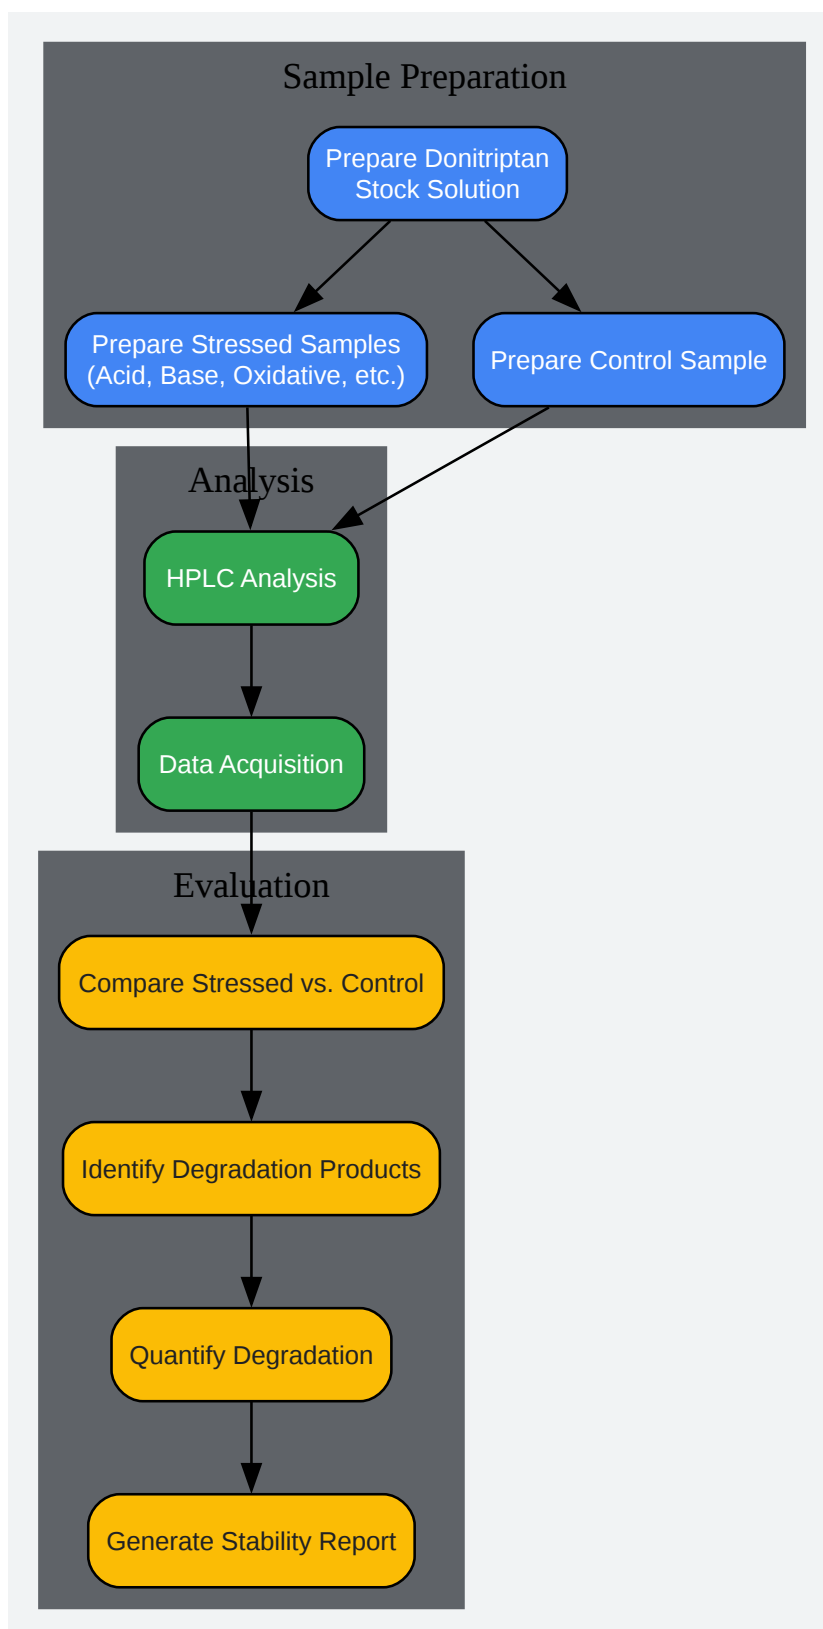 Sample Preparation
Prepare Donitriptan
Stock Solution
Prepare Stressed Samples
(Acid, Base, Oxidative, etc.)
Prepare Control Sample
Analysis
HPLC Analysis
Data Acquisition
Evaluation
Compare Stressed vs. Control
Identify Degradation Products
Quantify Degradation
Generate Stability Report